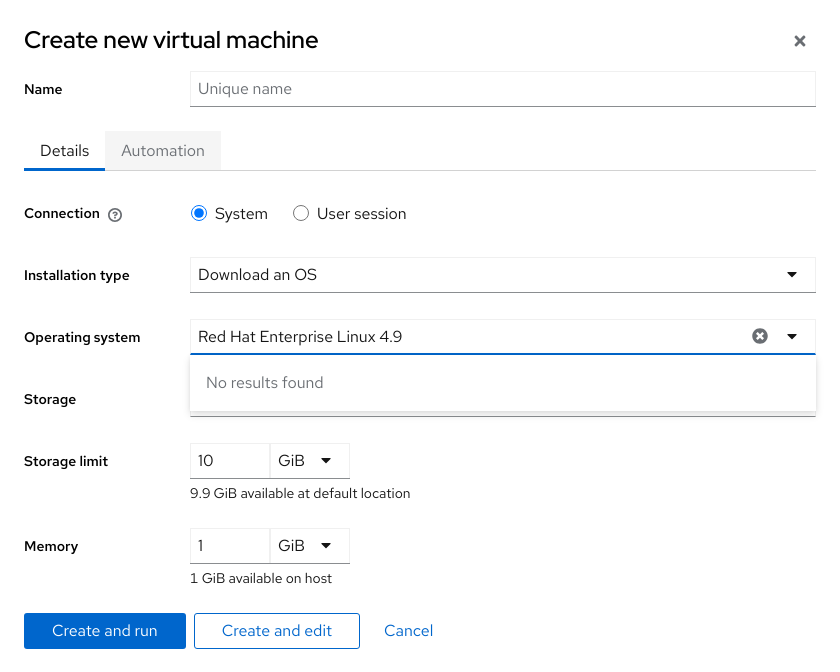 Create new virtual machine
Name
Unique name
Details
Automation
Connection
System
User session
Installation type
Download an OS
Operating system
Red Hat Enterprise Linux 4.9
No results found
Storage
Storage limit
10
GiB
9.9 GiB available at default location
Memory
1
GiB
1 GiB available on host
Create and run
Create and edit
Cancel